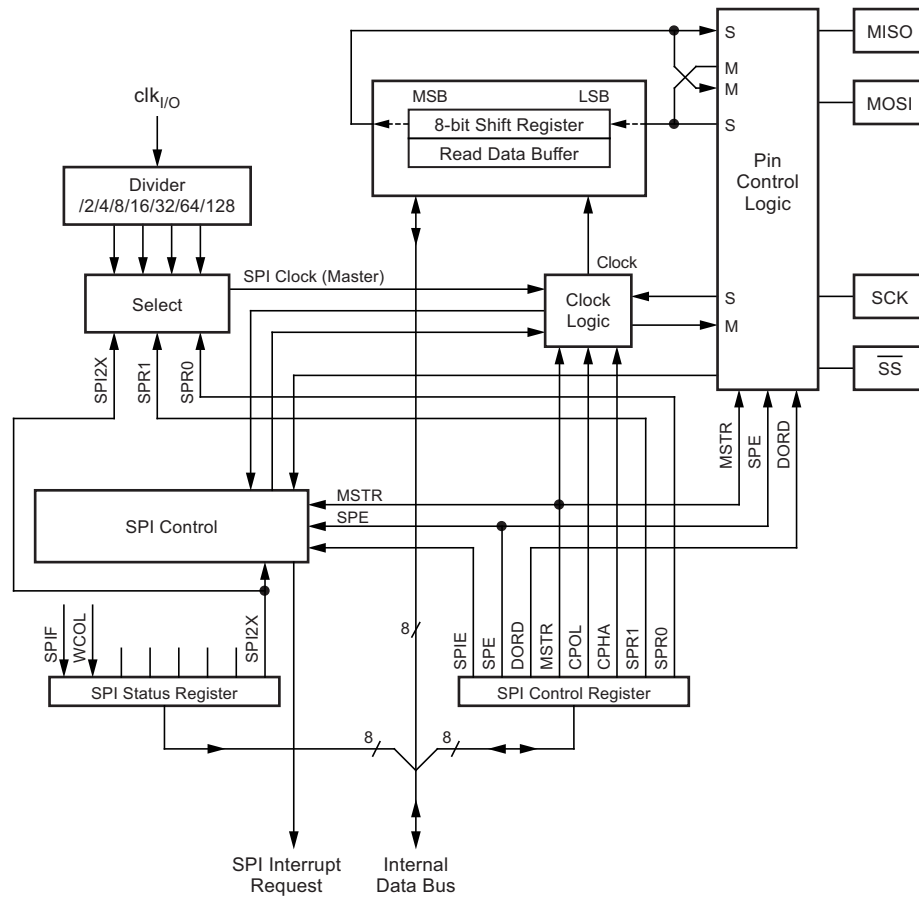 S
MISO
M
M
MOSI
MSB LSB
8-bit Shift Register
Read Data Buffer
S
clkI/O
Divider
/2/4/8/16/32/64/128
Pin
Control
Logic
Select
SPI Clock (Master)
Clock
Clock
Logic
S
M
SCK
SS
SPI2X
SPR1
SPR0
MSTR
SPE
DORD
SPI Control
MSTR
SPE
SPIF
WCOL
SPI2X
8
SPIE
SPE
DORD
MSTR
CPOL
CPHA
SPR1
SPR0
SPI Status Register
SPI Control Register
8
8
SPI Interrupt
Request
Internal
Data Bus